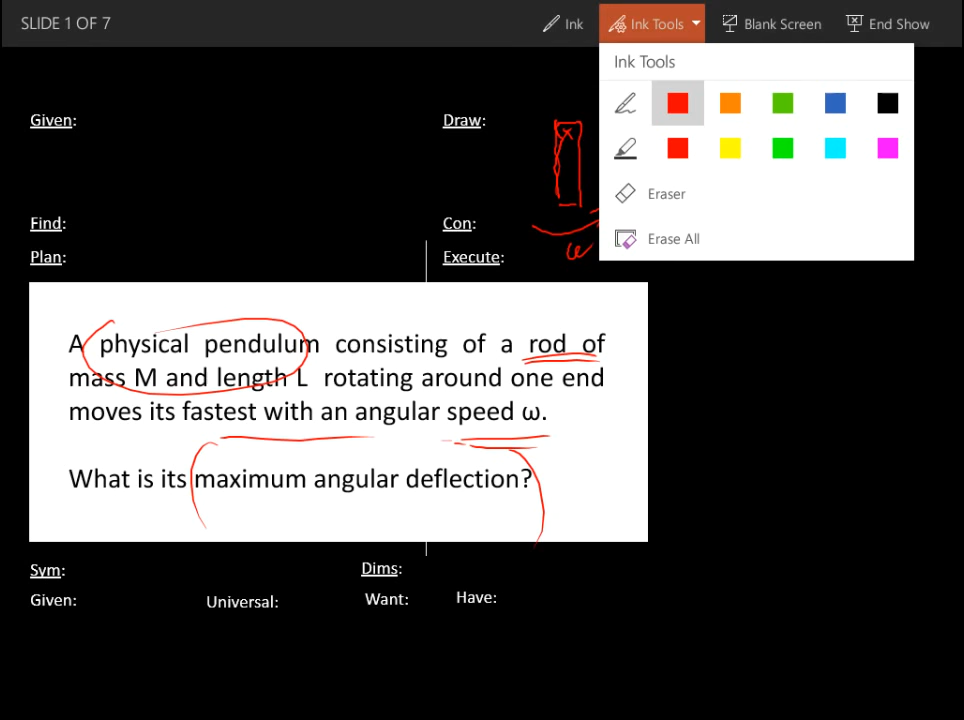 SLIDE 1 OF 7
Ink
Ink Tools
Blank Screen
End Show
Ink Tools
Eraser
Erase All
Given:
Draw:
Find:
Con:
ω
Plan:
Execute:
A physical pendulum consisting of a rod of
mass M and length L rotating around one end
moves its fastest with an angular speed ω.
What is its maximum angular deflection?
Sym:
Dims:
Given:
Universal:
Want:
Have: